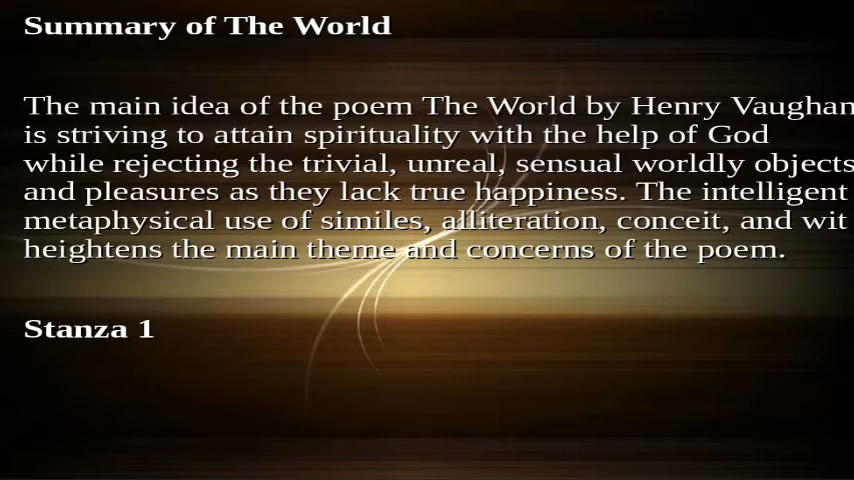 Summary of The World
The main idea of the poem The World by Henry Vaughan
is striving to attain spirituality with the help of God
while rejecting the trivial, unreal, sensual worldly objects
and pleasures as they lack true happiness. The intelligent
metaphysical use of similes, alliteration, conceit, and wit
heightens the main theme and concerns of the poem.
Stanza 1